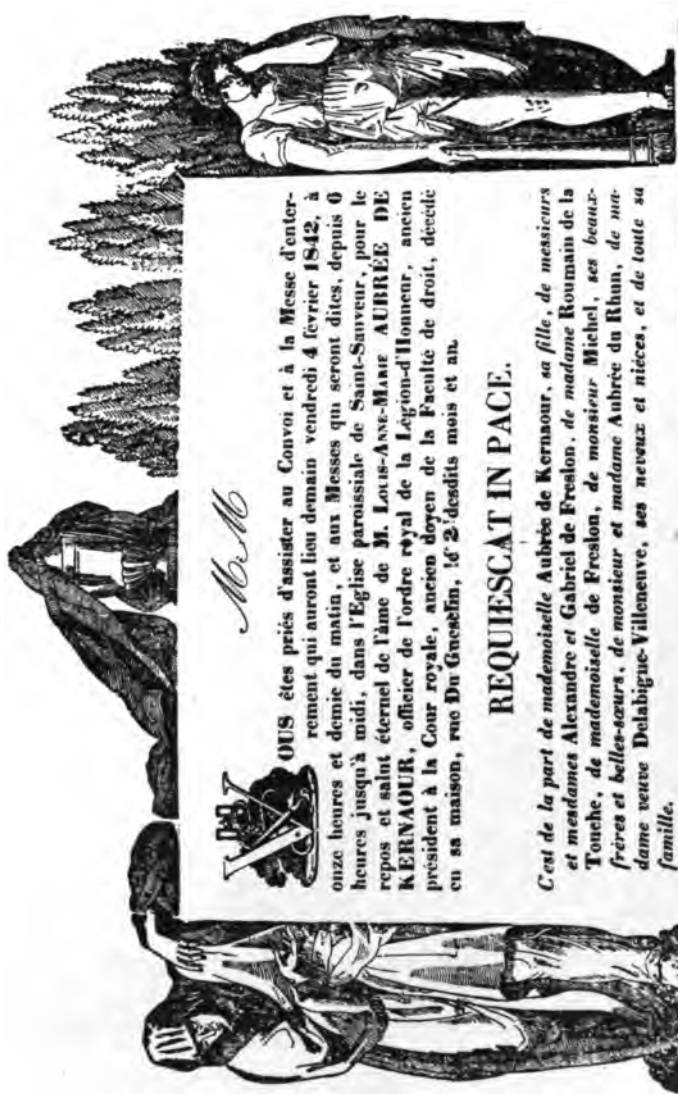 M M
VOUS êtes priés d'assister au Convoi et à la Messe d'enter-
rement qui auront lieu demain vendredi 4 février 1842, à
onze heures et demie du matin, et aux Messes qui seront dites, depuis 6
heures jusqu'à midi, dans l'Eglise paroissiale de Saint-Sauveur, pour le
repos et salut éternel de l'âme de M. LOUIS-ANNE-MARIE AUBRÉE DE
KERNAOUR, officier de l'ordre royal de la Légion-d'Honneur, ancien
président à la Cour royale, ancien doyen de la Faculté de droit, décédé
en sa maison, rue Du Guesclin, le 2 desdits mois et an.
REQUIESCAT IN PACE.
C'est de la part de mademoiselle Aubrée de Kernaour, sa fille, de messieurs
et mesdames Alexandre et Gabriel de Freslon, de madame Roumain de la
Touche, de mademoiselle de Freslon, de monsieur Michel, ses beaux-
frères et belles-sœurs, de monsieur et madame Aubrée du Rhun, de ma-
dame veuve Delabigue-Villeneuve, ses neveux et nièces, et de toute sa
famille.